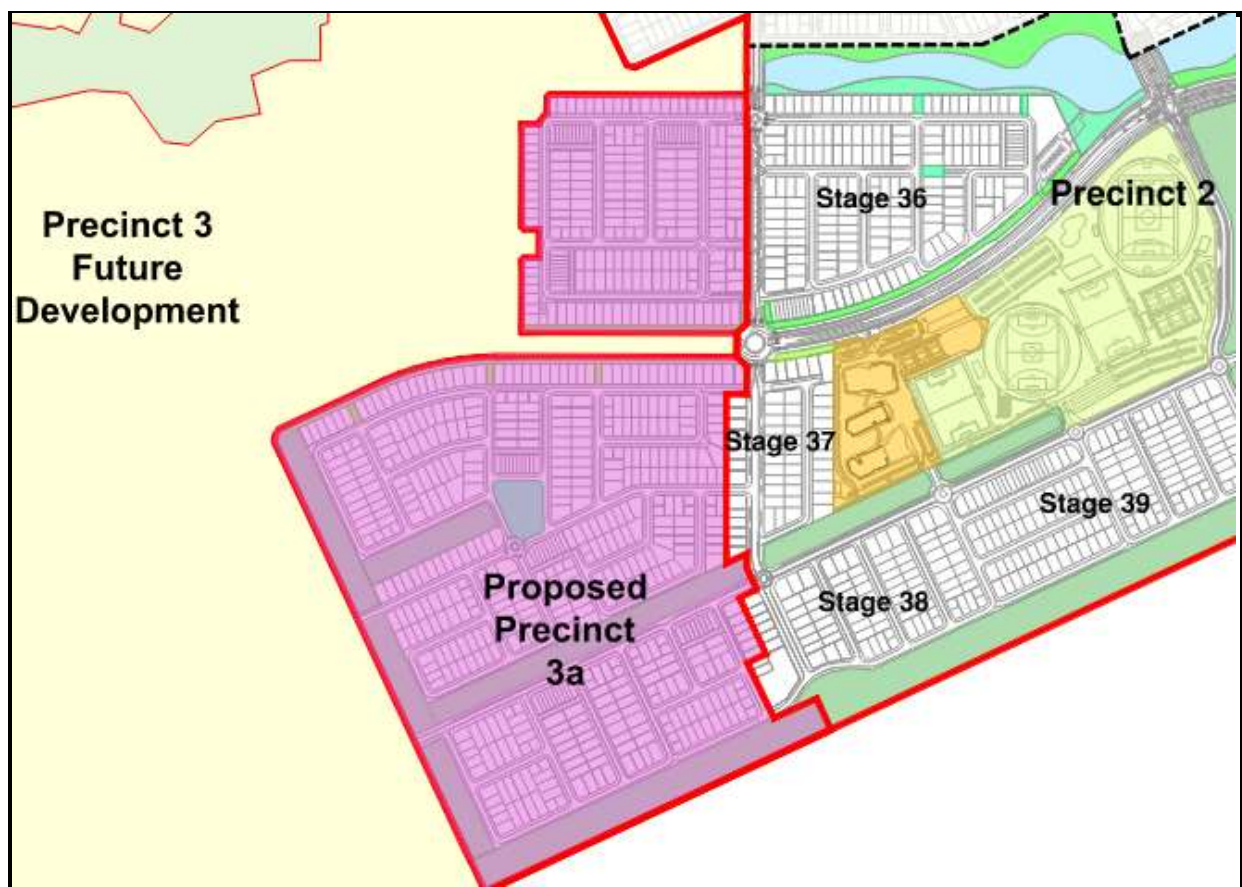 Precinct 3
Future
Development
Stage 36
Precinct 2
Stage 37
Stage 39
Stage 38
Proposed
Precinct
3a